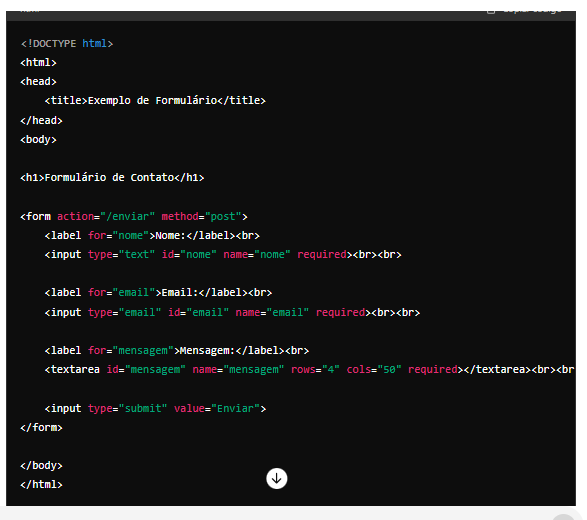 <!DOCTYPE html>
<html>
<head>
    <title>Exemplo de Formulário</title>
</head>
<body>

<h1>Formulário de Contato</h1>

<form action="/enviar" method="post">
    <label for="nome">Nome:</label><br>
    <input type="text" id="nome" name="nome" required><br><br>

    <label for="email">Email:</label><br>
    <input type="email" id="email" name="email" required><br><br>

    <label for="mensagem">Mensagem:</label><br>
    <textarea id="mensagem" name="mensagem" rows="4" cols="50" required></textarea><br><br

    <input type="submit" value="Enviar">
</form>

</body>
</html>